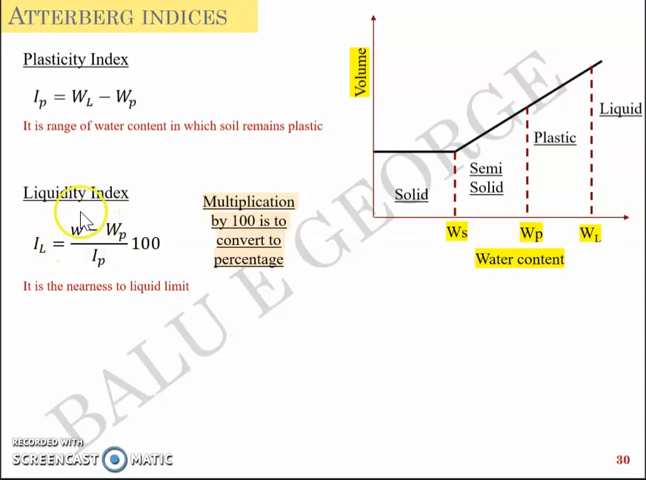 ATTERBERG INDICES
Plasticity Index
I_p = W_L − W_p
It is range of water content in which soil remains plastic
Liquidity Index
I_L = (w − W_p / I_p) 100
It is the nearness to liquid limit
Multiplication
by 100 is to
convert to
percentage
Volume
Solid
Semi
Solid
Plastic
Liquid
Ws
Wp
W_L
Water content
BALU E GEORGE
RECORDED WITH
SCREENCAST MATIC
30